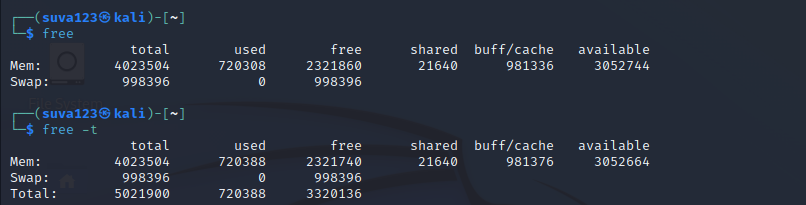 ┌──(suva123㉿kali)-[~]
└─$ free
               total        used        free      shared  buff/cache   available
Mem:         4023504      720308     2321860       21640      981336     3052744
Swap:         998396           0      998396

┌──(suva123㉿kali)-[~]
└─$ free -t
               total        used        free      shared  buff/cache   available
Mem:         4023504      720388     2321740       21640      981376     3052664
Swap:         998396           0      998396
Total:       5021900      720388     3320136